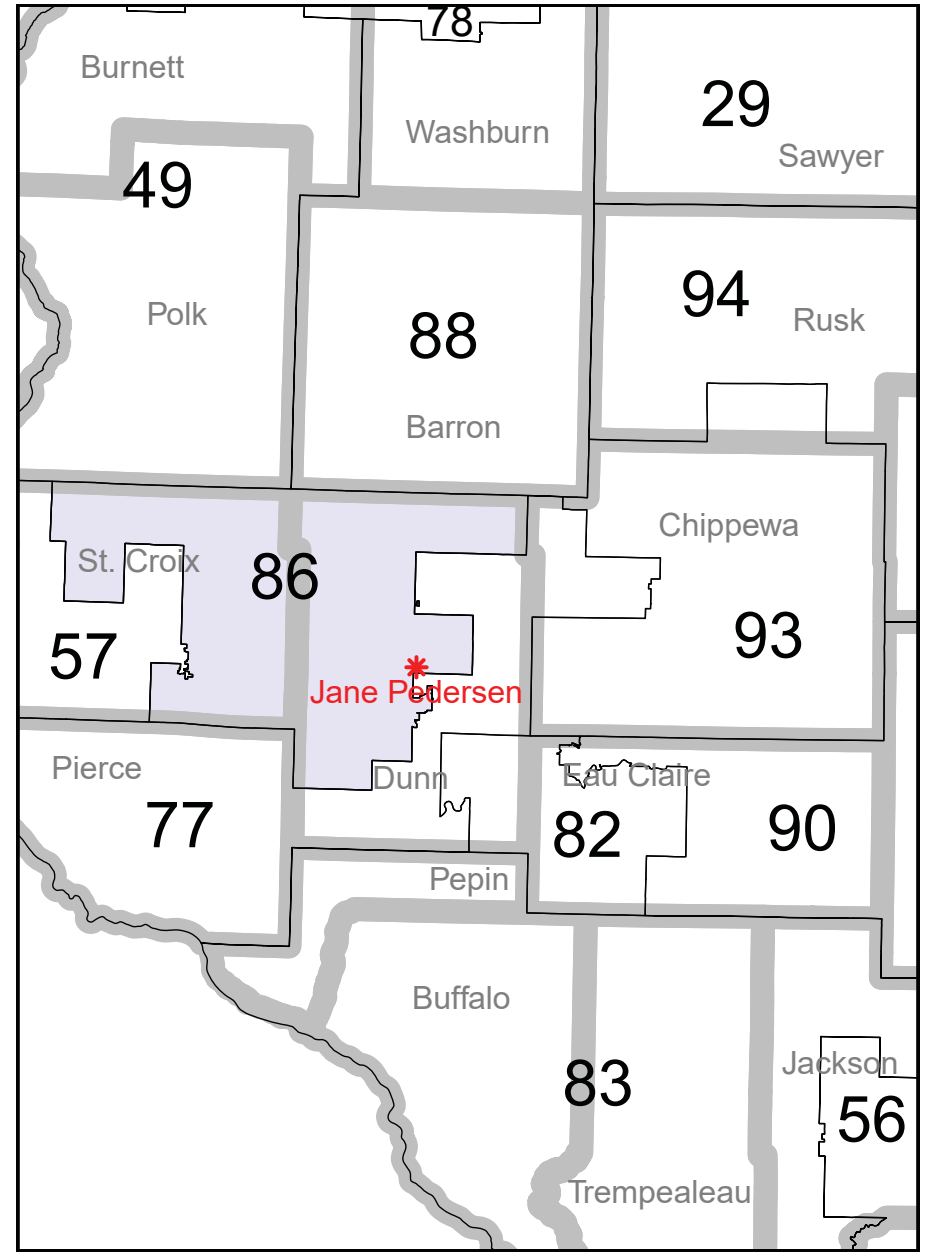 78
Burnett
29
Washburn
Sawyer
49
94
Polk
Rusk
88
Barron
Chippewa
St. Croix
86
93
57
Jane Pedersen
Pierce
Dunn
Eau Claire
77
82
90
Pepin
Buffalo
Jackson
83
56
Trempealeau